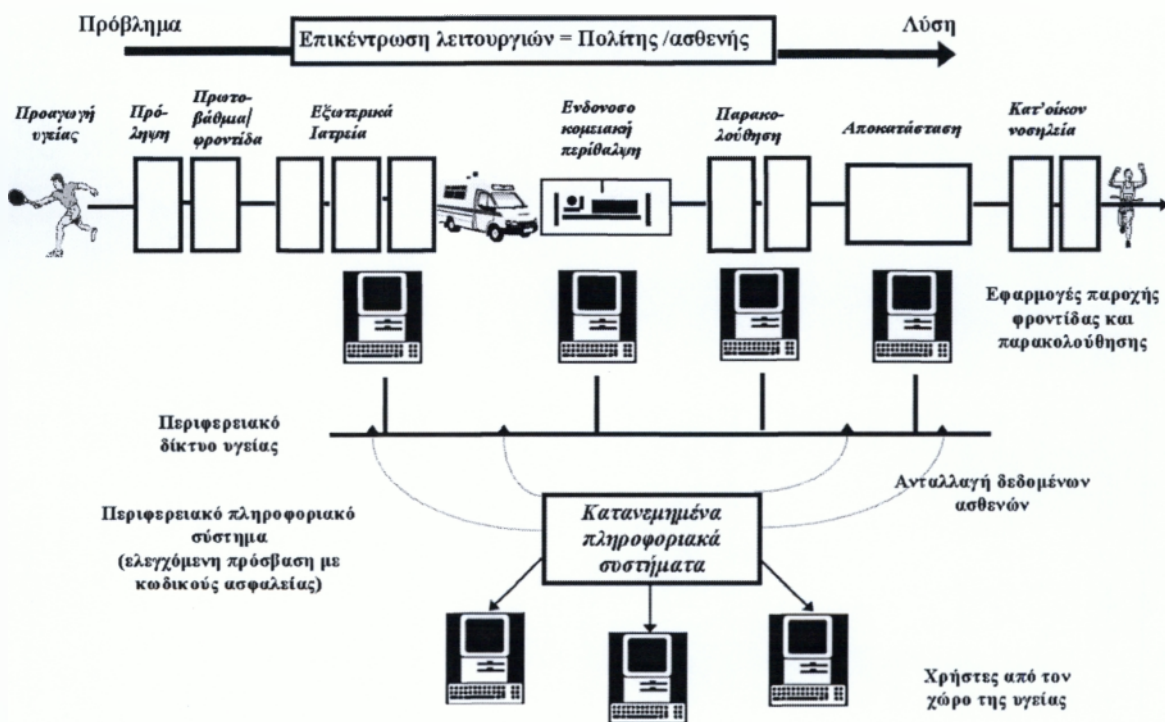 Πρόβλημα
Επικέντρωση λειτουργιών = Πολίτης /ασθενής
Λύση
Προαγωγή
υγείας
Πρό-
ληψη
Πρωτο-
βάθμια/
φροντίδα
Εξωτερικά
Ιατρεία
Ενδονοσο
κομειακή
περίθαλψη
Παρακο-
λούθηση
Αποκατάσταση
Κατ’οίκον
νοσηλεία
Εφαρμογές παροχής
φροντίδας και
παρακολούθησης
Περιφερειακό
δίκτυο υγείας
Ανταλλαγή δεδομένων
ασθενών
Περιφερειακό πληροφοριακό
σύστημα
(ελεγχόμενη πρόσβαση με
κωδικούς ασφαλείας)
Κατανεμημένα
πληροφοριακά
συστήματα
Χρήστες από τον
χώρο της υγείας